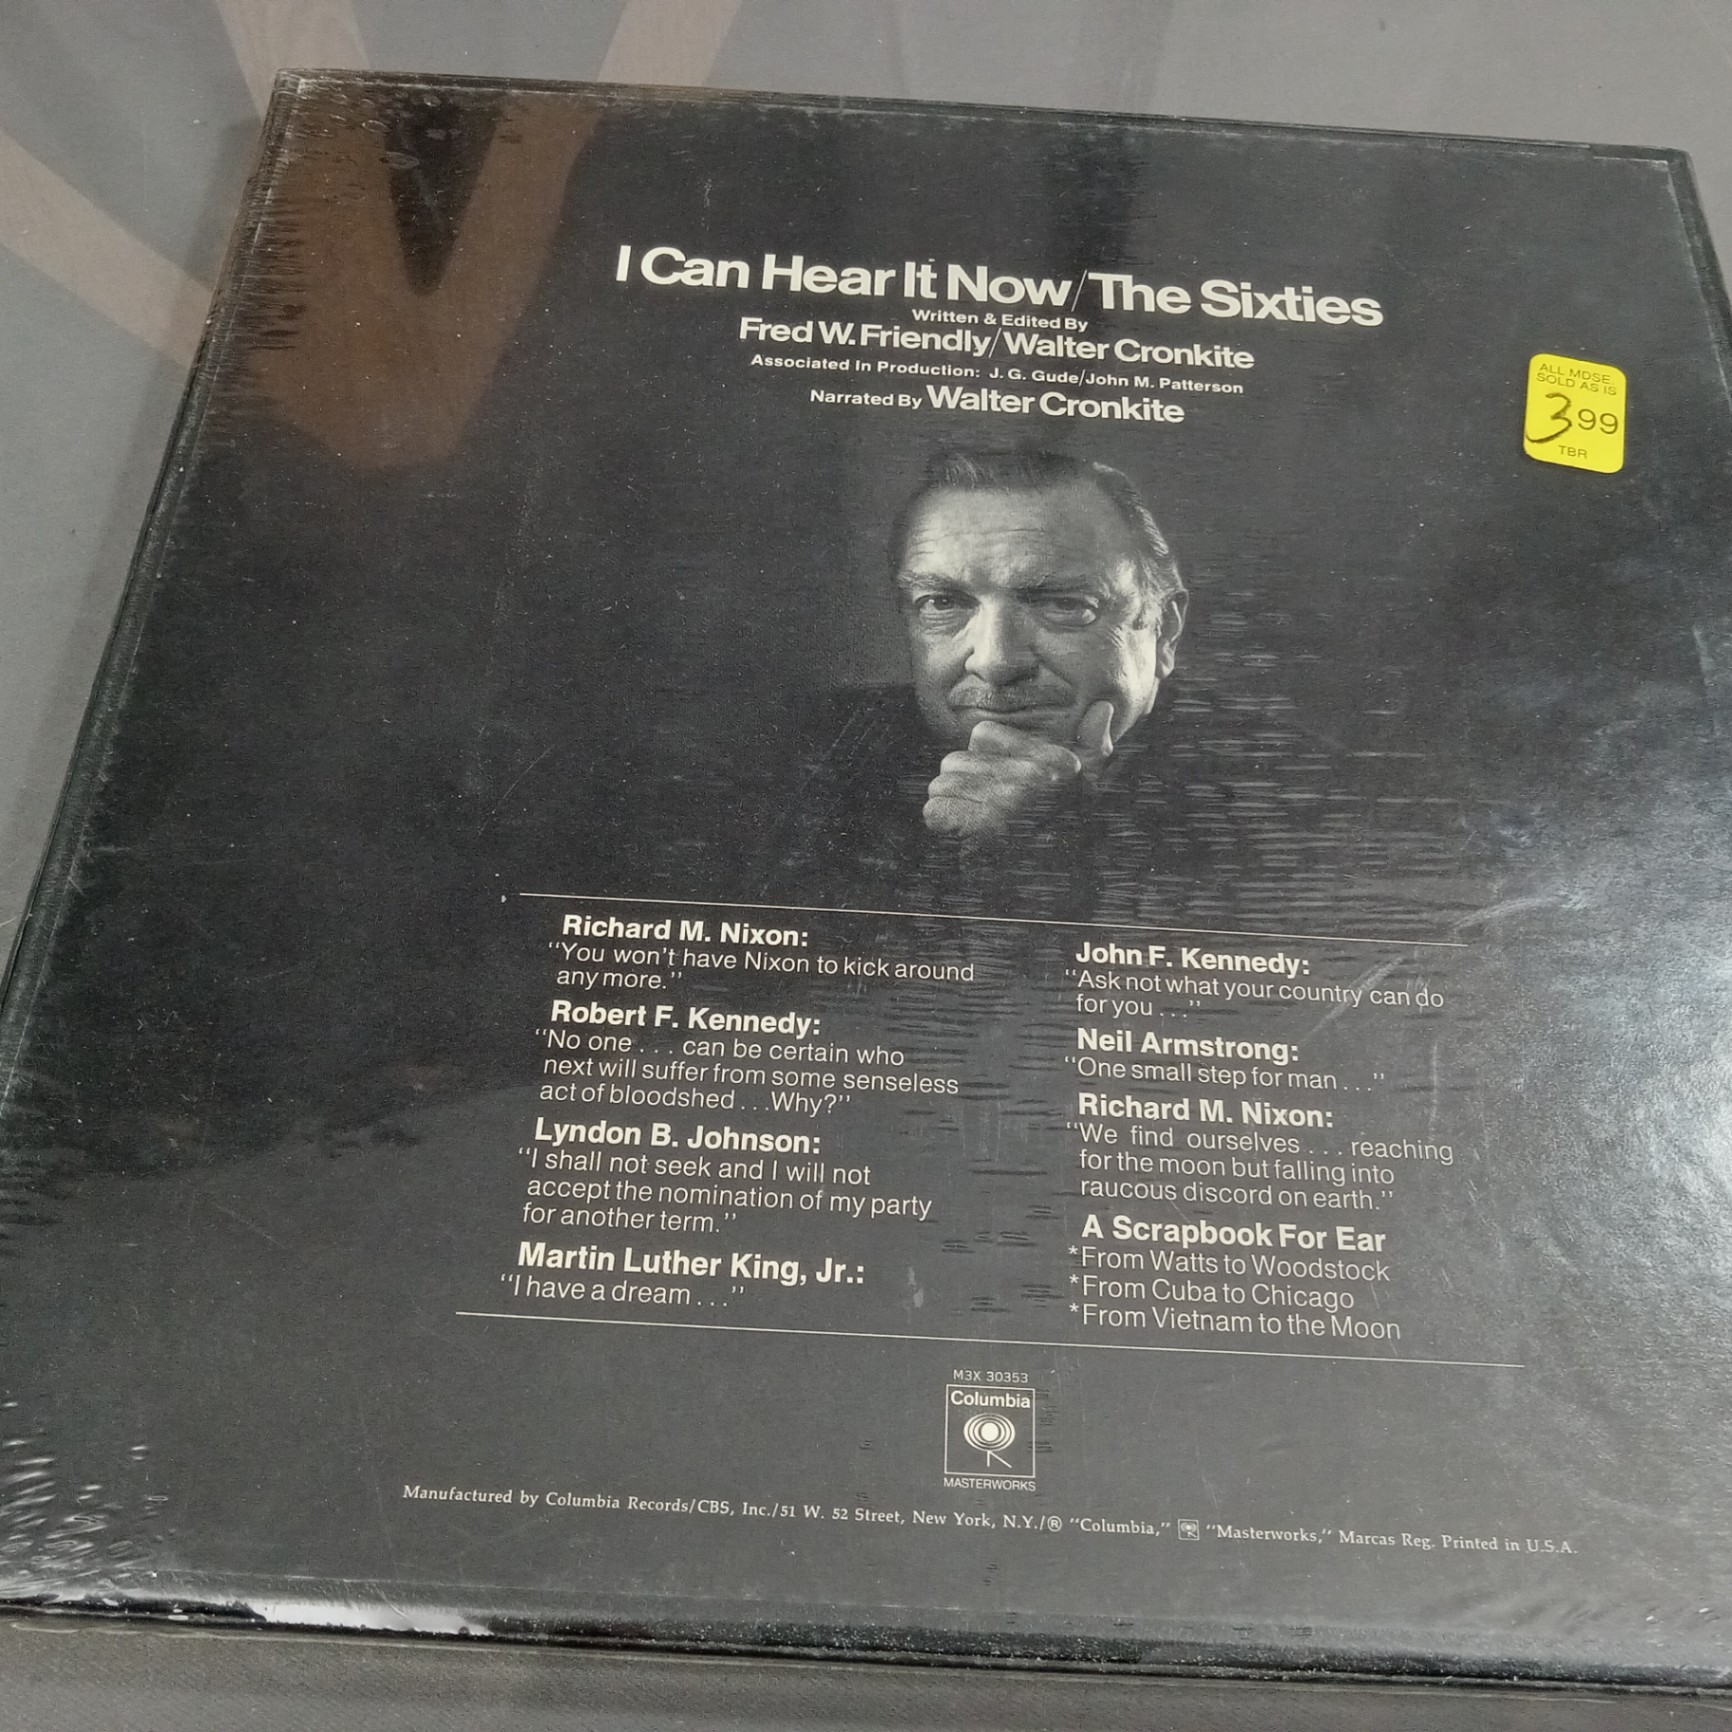 I Can Hear It Now/The Sixties
Written & Edited By
Fred W. Friendly/Walter Cronkite
Associated In Production: J. G. Gude/John M. Patterson
Narrated By Walter Cronkite
ALL MDSE.
SOLD AS IS
3 99
TBR
Richard M. Nixon:
"You won't have Nixon to kick around
any more."
Robert F. Kennedy:
"No one . . . can be certain who
next will suffer from some senseless
act of bloodshed . . . Why?"
Lyndon B. Johnson:
"I shall not seek and I will not
accept the nomination of my party
for another term."
Martin Luther King, Jr.:
"I have a dream . . ."
John F. Kennedy:
"Ask not what your country can do
for you . . ."
Neil Armstrong:
"One small step for man . . ."
Richard M. Nixon:
"We find ourselves . . . reaching
for the moon but falling into
raucous discord on earth."
A Scrapbook For Ear
*From Watts to Woodstock
*From Cuba to Chicago
*From Vietnam to the Moon
M3X 30353
Columbia
MASTERWORKS
Manufactured by Columbia Records/CBS, Inc./51 W. 52 Street, New York, N.Y./® "Columbia," "Masterworks," Marcas Reg. Printed in U.S.A.